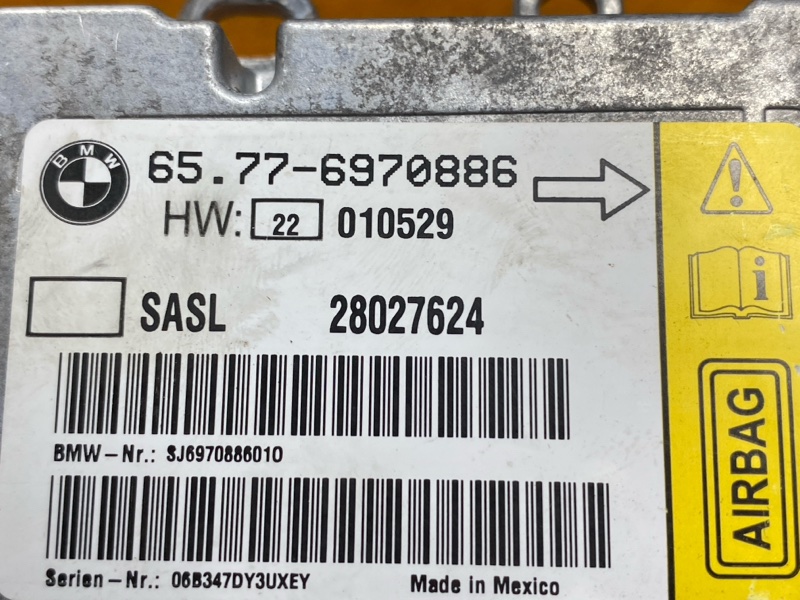 BMW
65.77-6970886
HW: 22 010529
SASL 28027624
BMW-Nr.: SJ6970886010
Serien-Nr.: 06B347DY3UXEY Made in Mexico
i
AIRBAG